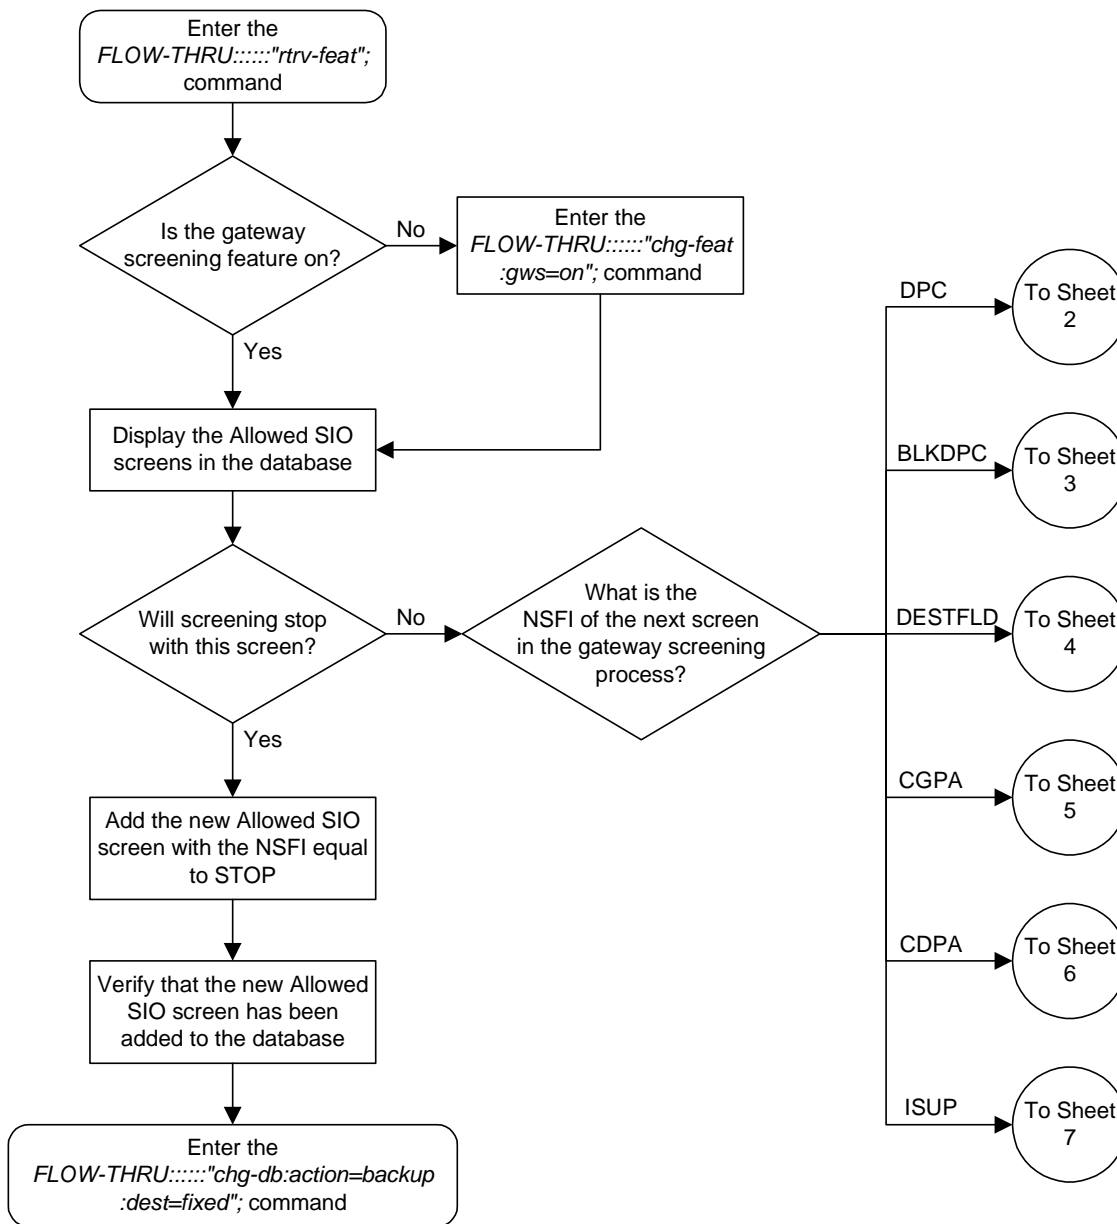 Enter the
FLOW-THRU::::::"rtrv-feat";
command
Is the gateway
screening feature on?
No
Enter the
FLOW-THRU::::::"chg-feat
:gws=on"; command
Yes
Display the Allowed SIO
screens in the database
Will screening stop
with this screen?
No
What is the
NSFI of the next screen
in the gateway screening
process?
DPC
To Sheet
2
BLKDPC
To Sheet
3
DESTFLD
To Sheet
4
CGPA
To Sheet
5
CDPA
To Sheet
6
ISUP
To Sheet
7
Yes
Add the new Allowed SIO
screen with the NSFI equal
to STOP
Verify that the new Allowed
SIO screen has been
added to the database
Enter the
FLOW-THRU::::::"chg-db:action=backup
:dest=fixed"; command